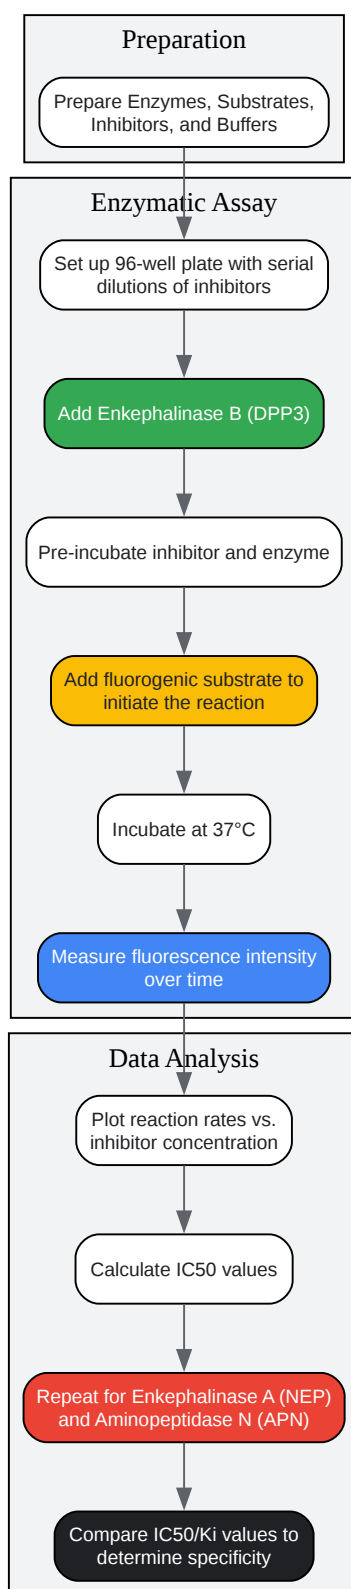 Preparation
Prepare Enzymes, Substrates,
Inhibitors, and Buffers
Enzymatic Assay
Set up 96-well plate with serial
dilutions of inhibitors
Add Enkephalinase B (DPP3)
Pre-incubate inhibitor and enzyme
Add fluorogenic substrate to
initiate the reaction
Incubate at 37°C
Measure fluorescence intensity
over time
Data Analysis
Plot reaction rates vs.
inhibitor concentration
Calculate IC50 values
Repeat for Enkephalinase A (NEP)
and Aminopeptidase N (APN)
Compare IC50/Ki values to
determine specificity